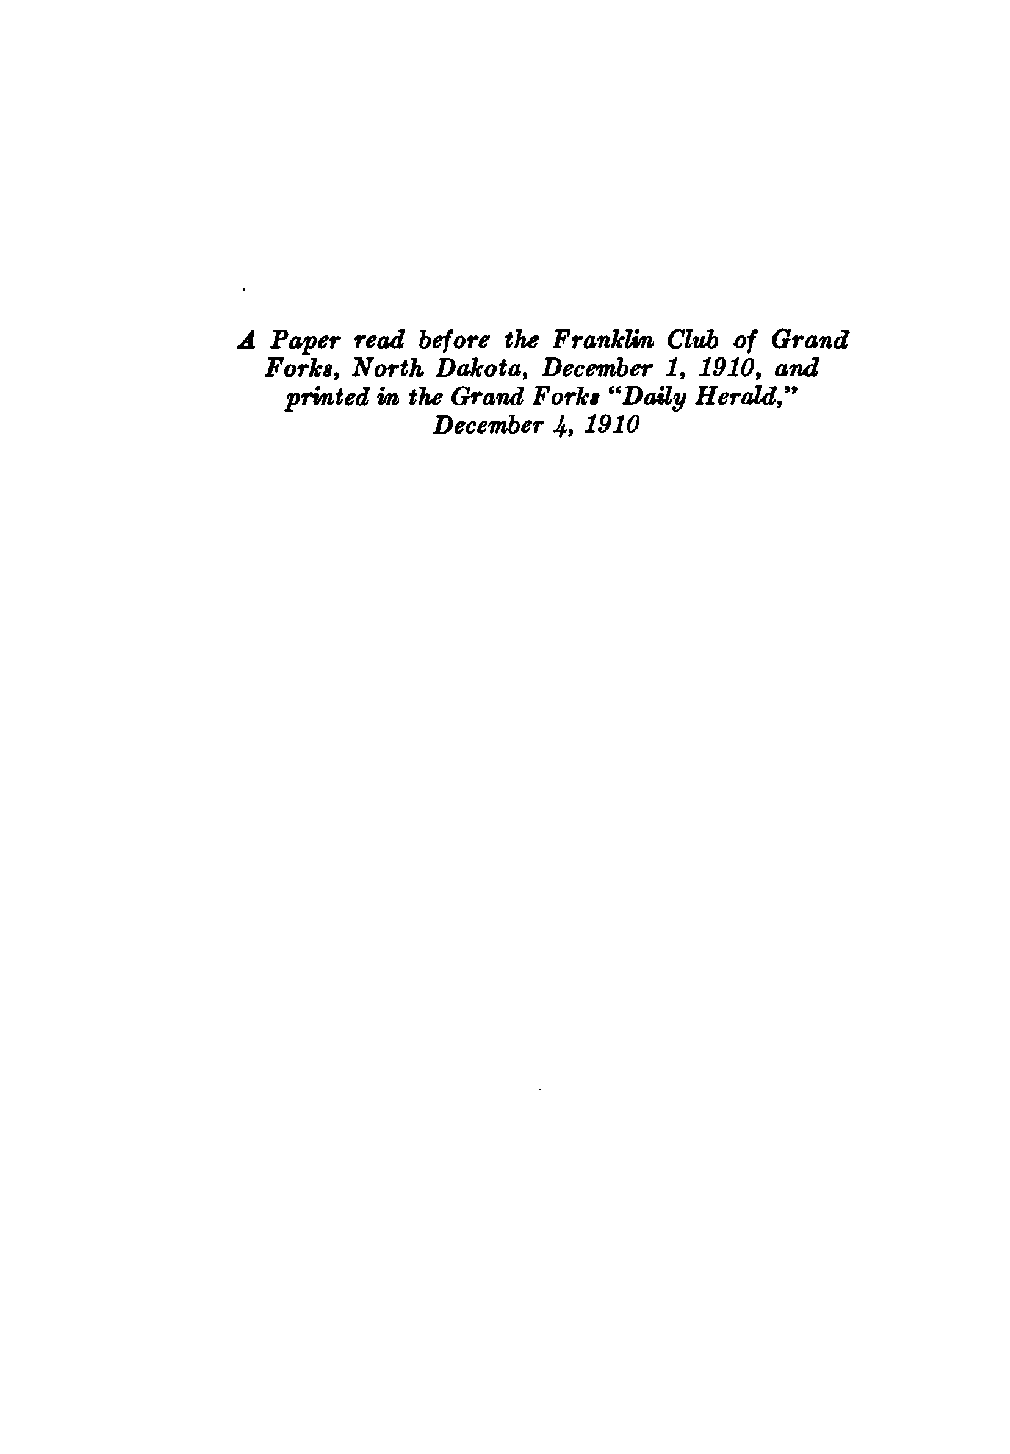 A Paper read before the Franklin Club of Grand
Forks, North Dakota, December 1, 1910, and
printed in the Grand Forks “Daily Herald,”
December 4, 1910